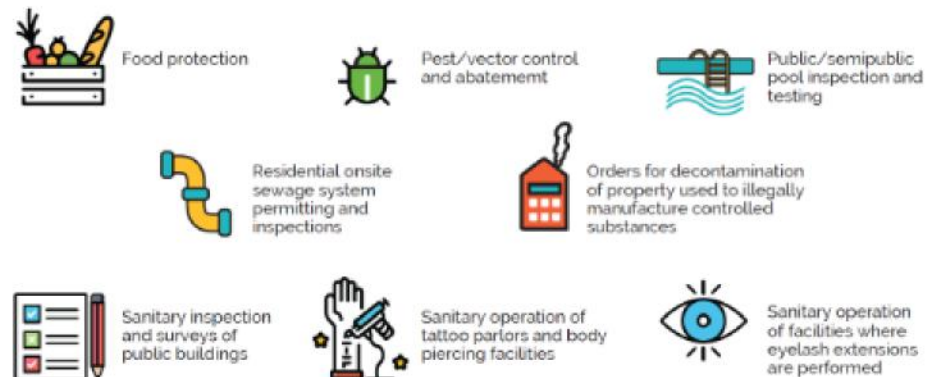 Food protection
Pest/vector control
and abatememt
Public/semipublic
pool inspection and
testing
Residential onsite
sewage system
permitting and
inspections
Orders for decontamination
of property used to illegally
manufacture controlled
substances
Sanitary inspection
and surveys of
public buildings
Sanitary operation of
tattoo parlors and body
piercing facilities
Sanitary operation
of facilities where
eyelash extensions
are performed